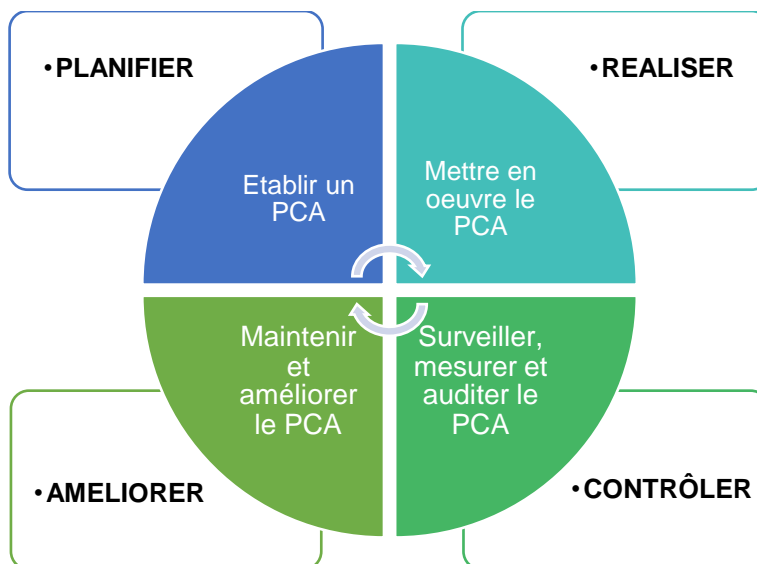 •PLANIFIER
•REALISER
Etablir un
PCA
Mettre en
oeuvre le
PCA
Maintenir
et
améliorer
le PCA
Surveiller,
mesurer et
auditer le
PCA
•AMELIORER
•CONTRÔLER